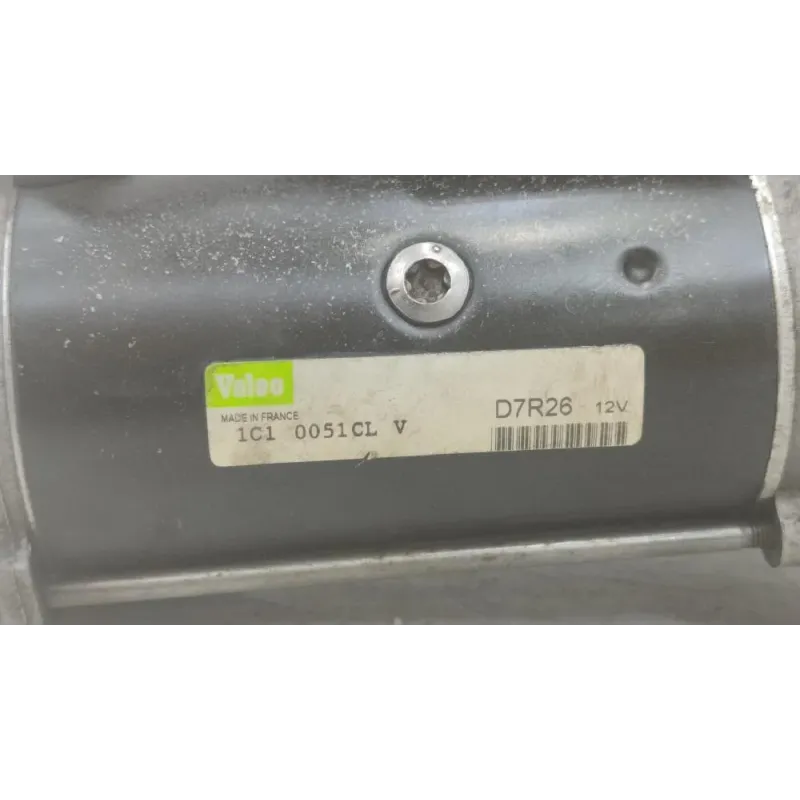 Valeo
MADE IN FRANCE
1C1 0051CL V
D7R26 12V